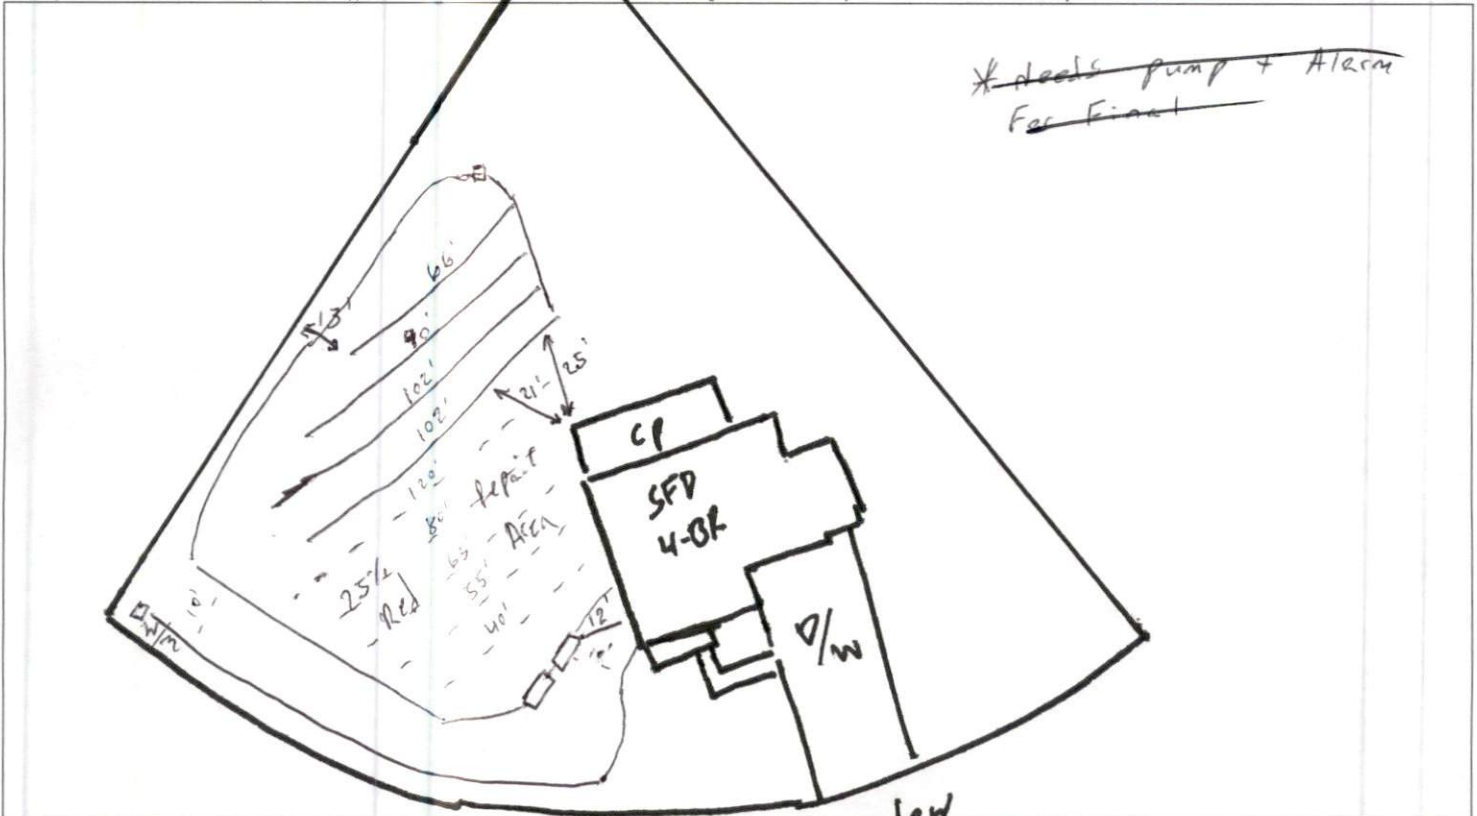 * Needs pump + Alarm
For Final
66'
13'
90'
102'
102'
25'
21'
CP
120'
repair
80'
Area
SFD
4-BR
65'
55'
40'
25%
Red
12'
10'
W/m
D/W